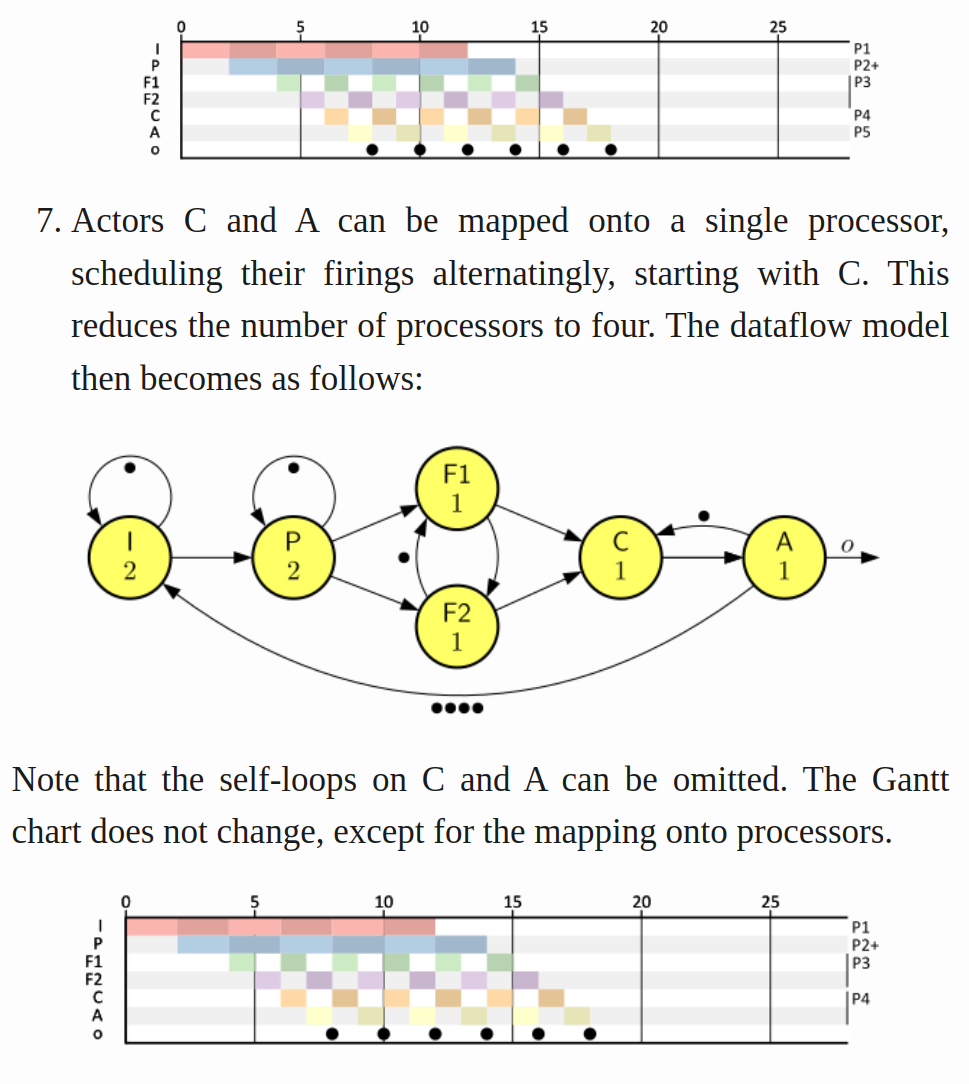 0 5 10 15 20 25
I P1
P P2+
F1 P3
F2
C P4
A P5
o
7. Actors C and A can be mapped onto a single processor,
scheduling their firings alternatingly, starting with C. This
reduces the number of processors to four. The dataflow model
then becomes as follows:
F1
1
I
2
P
2
C
1
A
1
o
F2
1
Note that the self-loops on C and A can be omitted. The Gantt
chart does not change, except for the mapping onto processors.
0 5 10 15 20 25
I P1
P P2+
F1 P3
F2
C P4
A
o